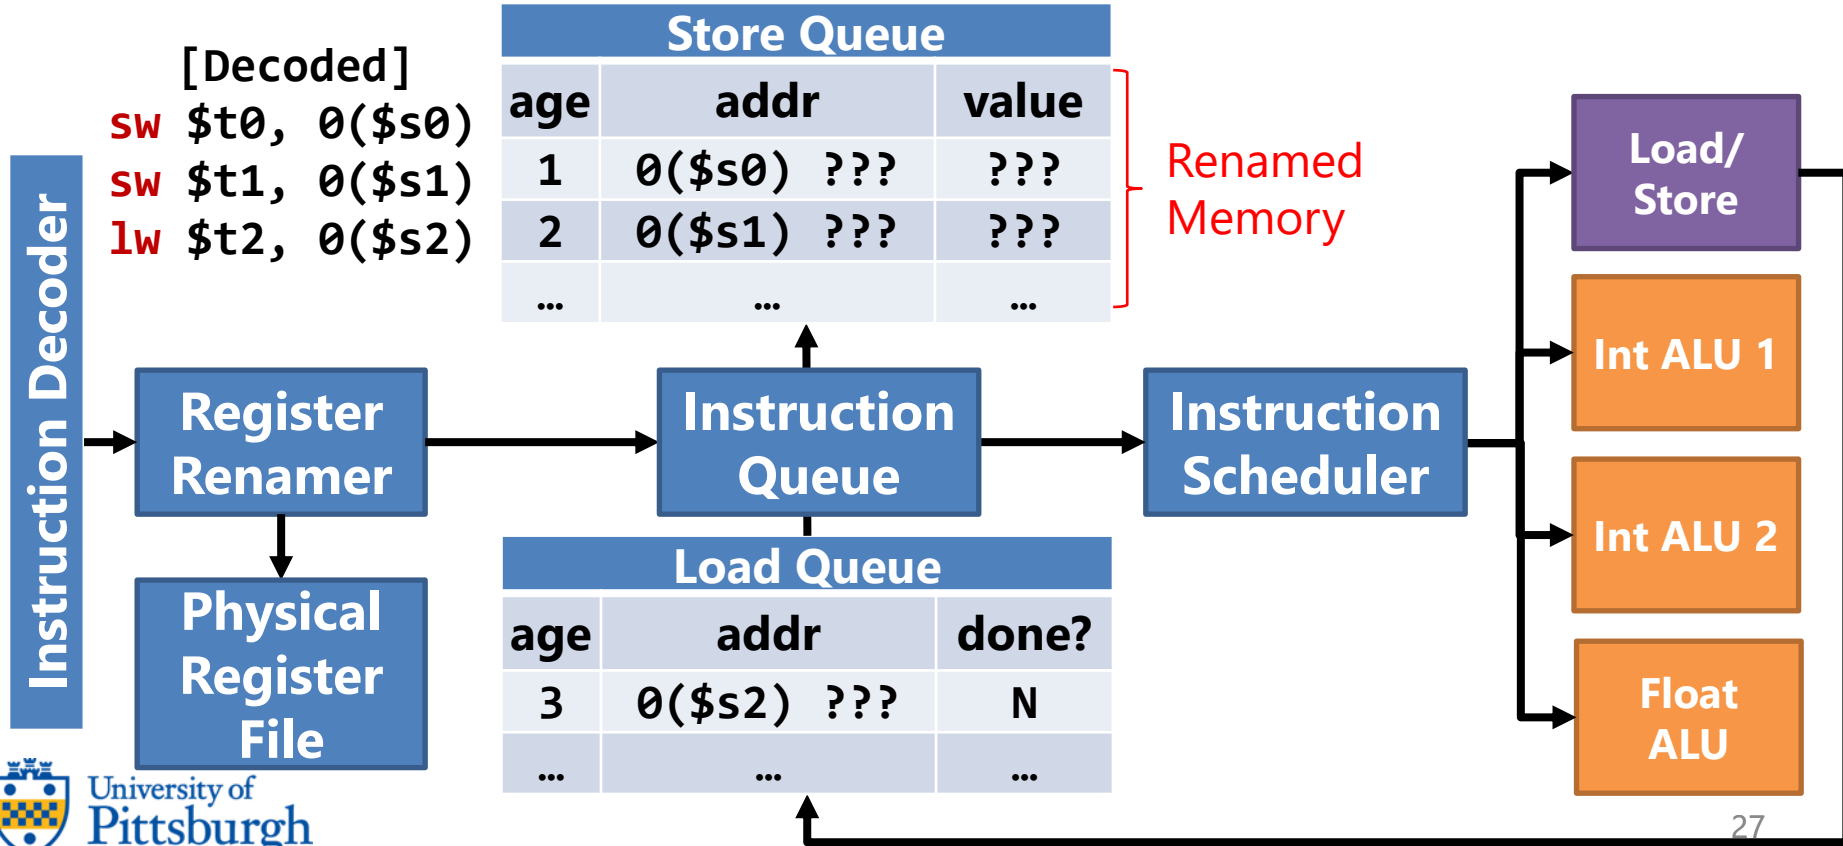 Instruction Decoder
[Decoded]
sw $t0, 0($s0)
sw $t1, 0($s1)
lw $t2, 0($s2)
Store Queue
age addr value
1 0($s0) ??? ???
2 0($s1) ??? ???
… … …
Renamed
Memory
Register
Renamer
Instruction
Queue
Instruction
Scheduler
Physical
Register
File
Load Queue
age addr done?
3 0($s2) ??? N
… … …
Load/
Store
Int ALU 1
Int ALU 2
Float
ALU
University of
Pittsburgh
27